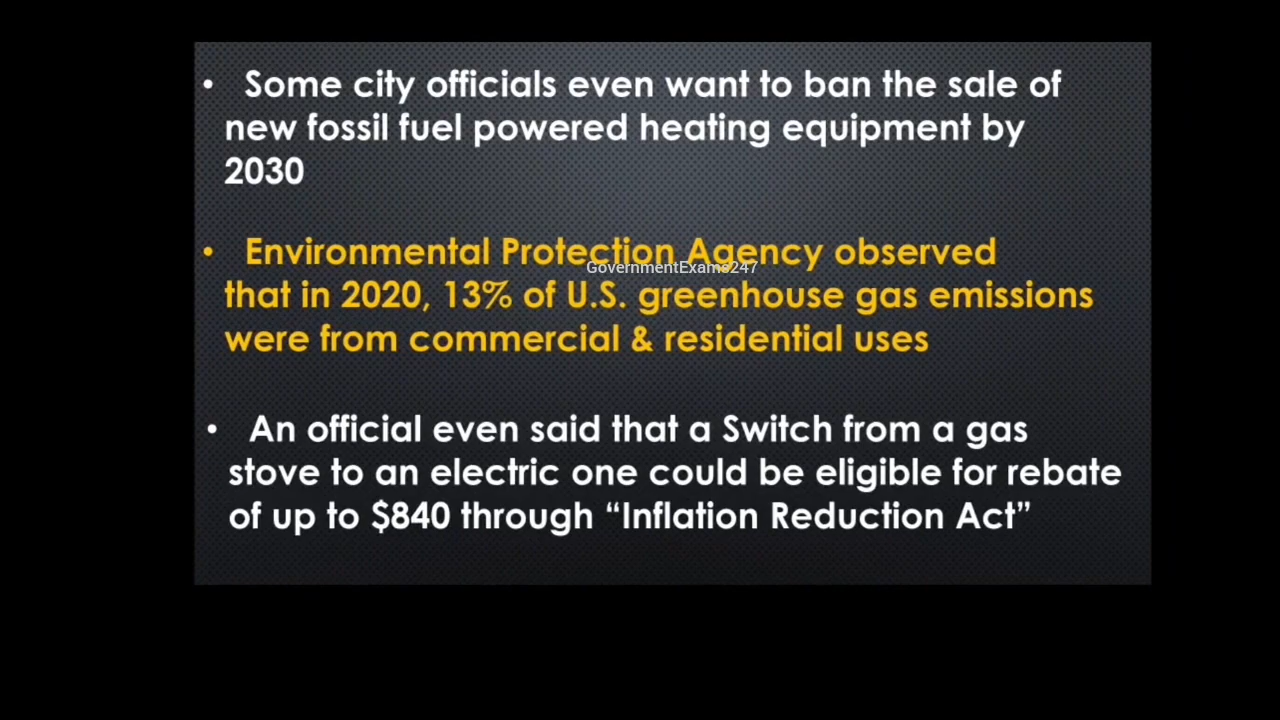 • Some city officials even want to ban the sale of
new fossil fuel powered heating equipment by
2030
• Environmental Protection Agency observed
GovernmentExams247
that in 2020, 13% of U.S. greenhouse gas emissions
were from commercial & residential uses
• An official even said that a Switch from a gas
stove to an electric one could be eligible for rebate
of up to $840 through “Inflation Reduction Act”